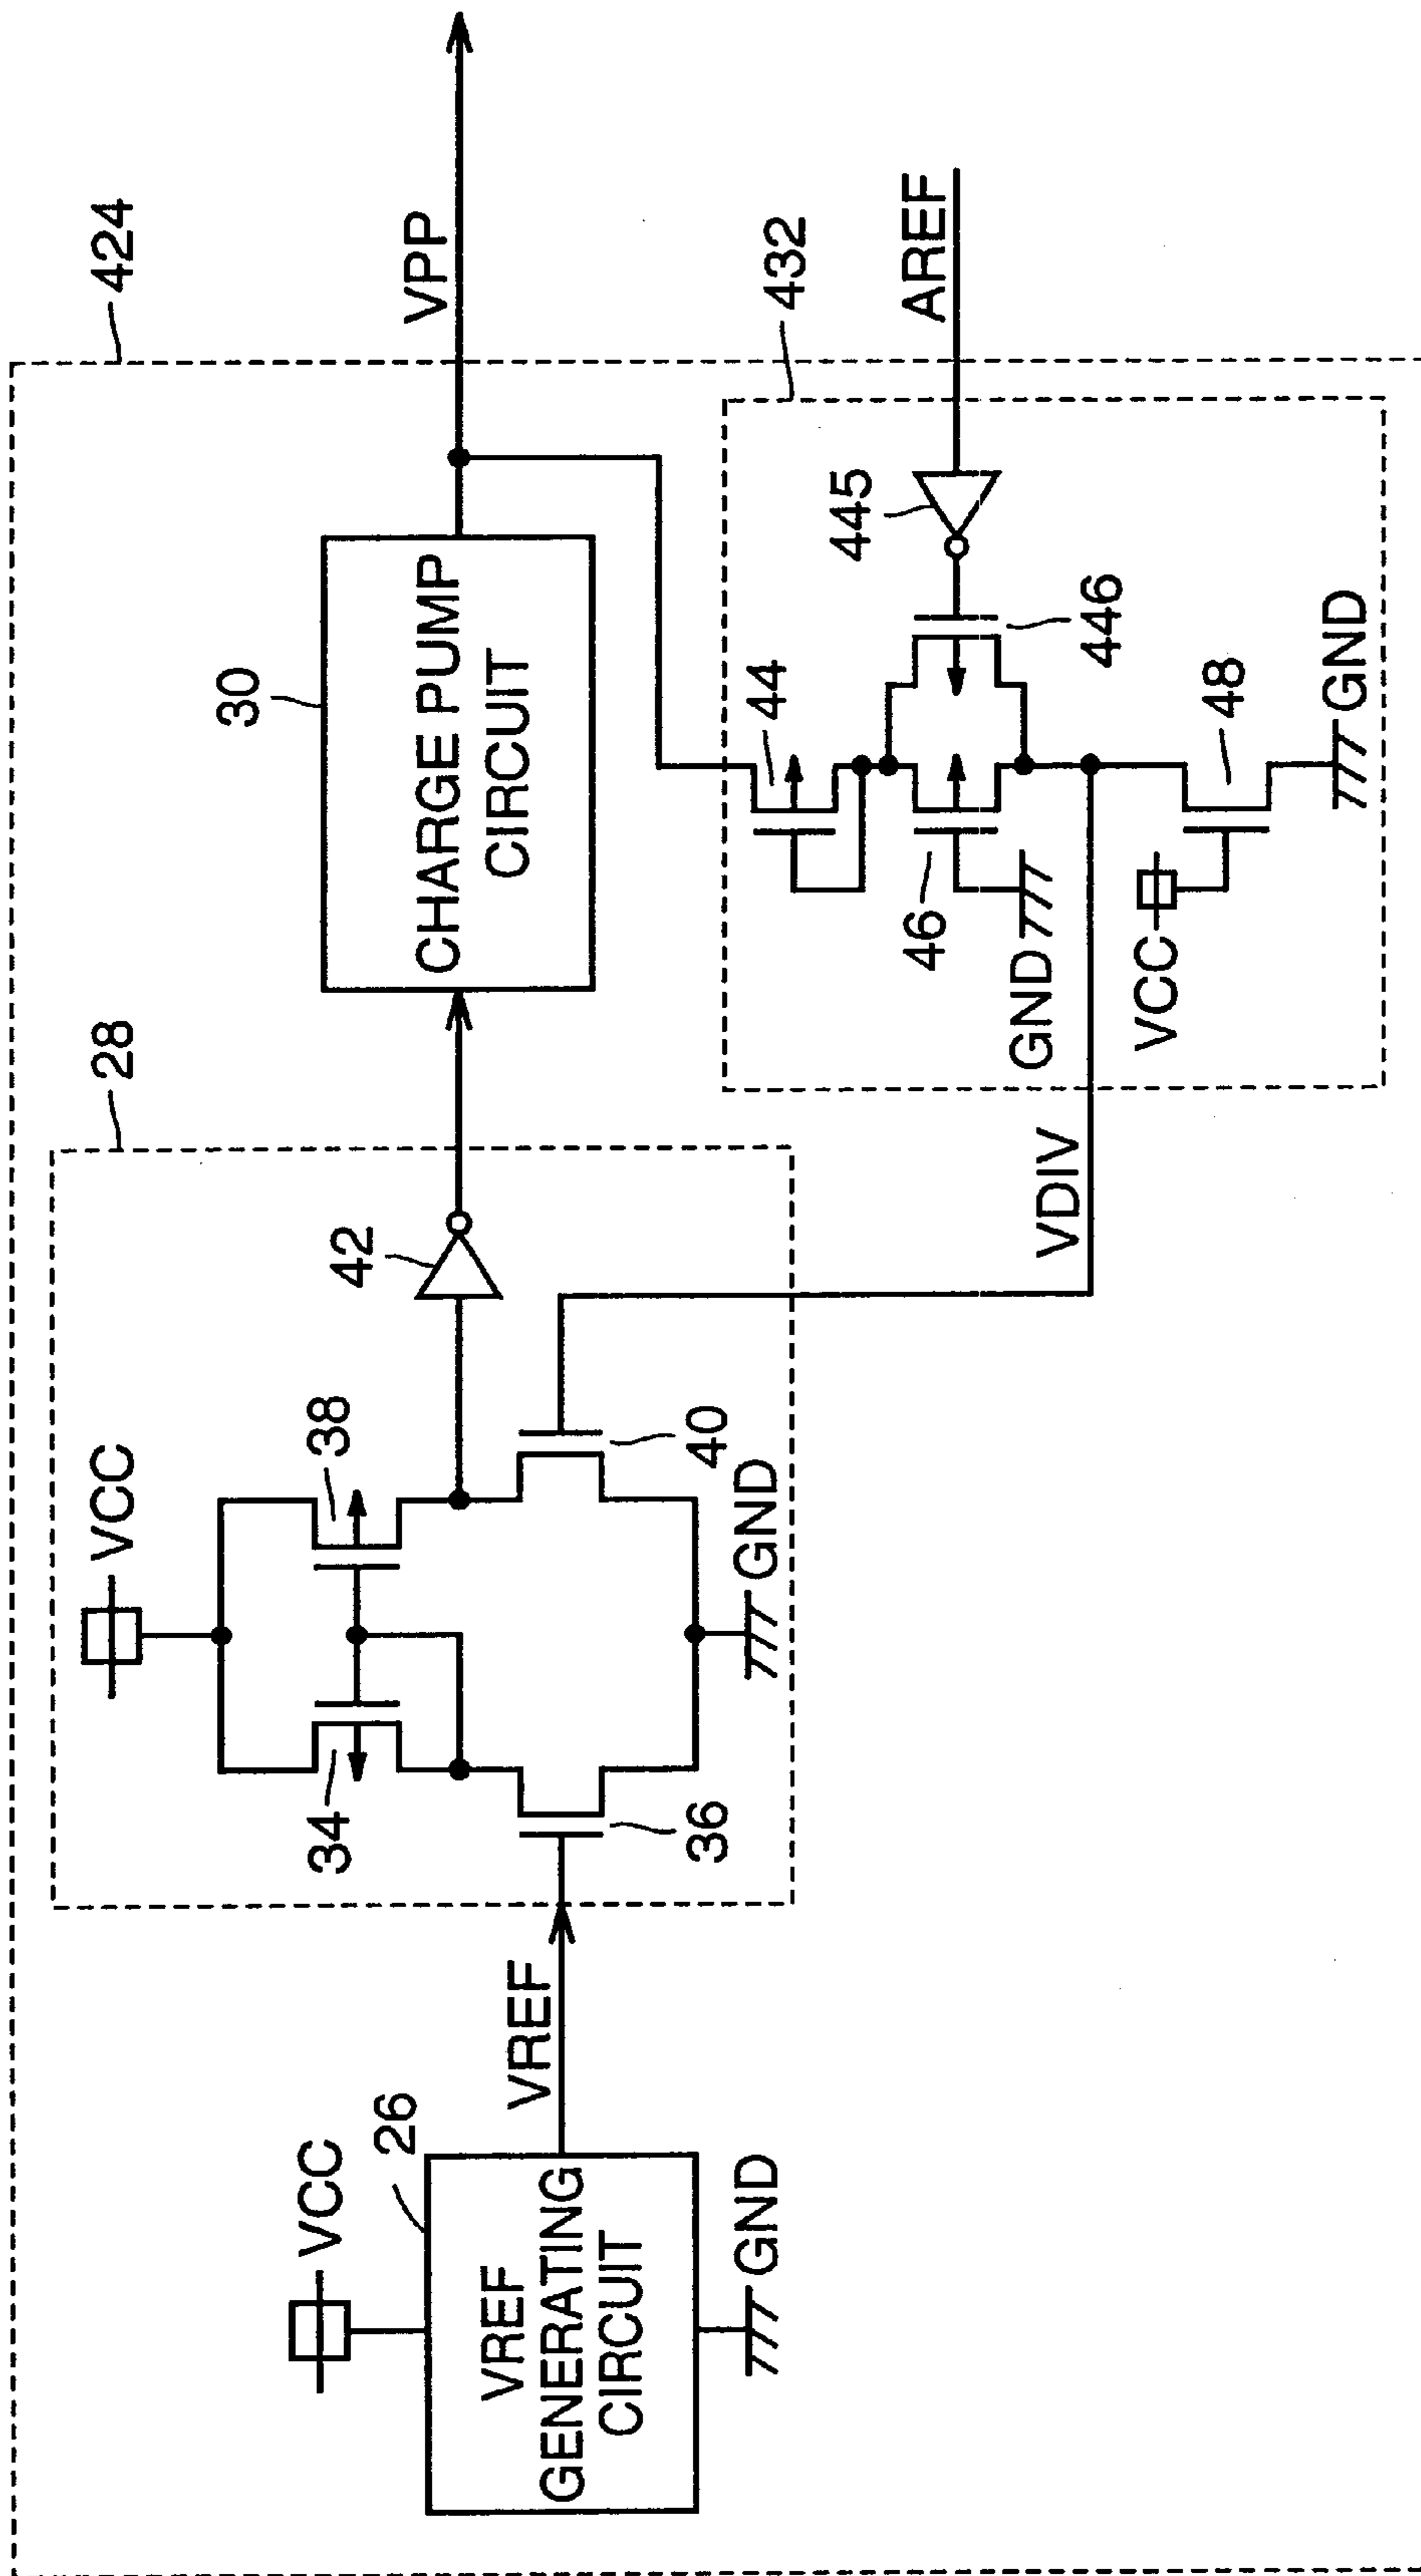 424
28
VCC
30
CHARGE PUMP
CIRCUIT
VPP
34
38
42
36
40
GND
VCC
26
VREF
GENERATING
CIRCUIT
GND
VREF
VDIV
432
44
445
AREF
46
446
GND
VCC
48
GND